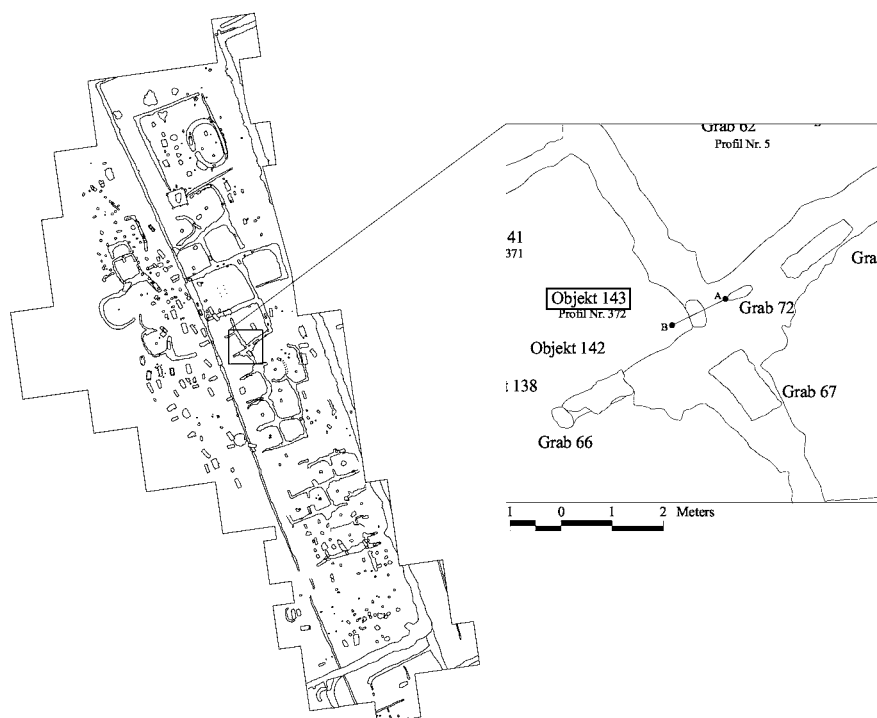 Grab 62
Profil Nr. 5
41
371
Gra
Objekt 143
Profil Nr. 372
A
B
Grab 72
Objekt 142
t 138
Grab 67
Grab 66
1 0 1 2 Meters